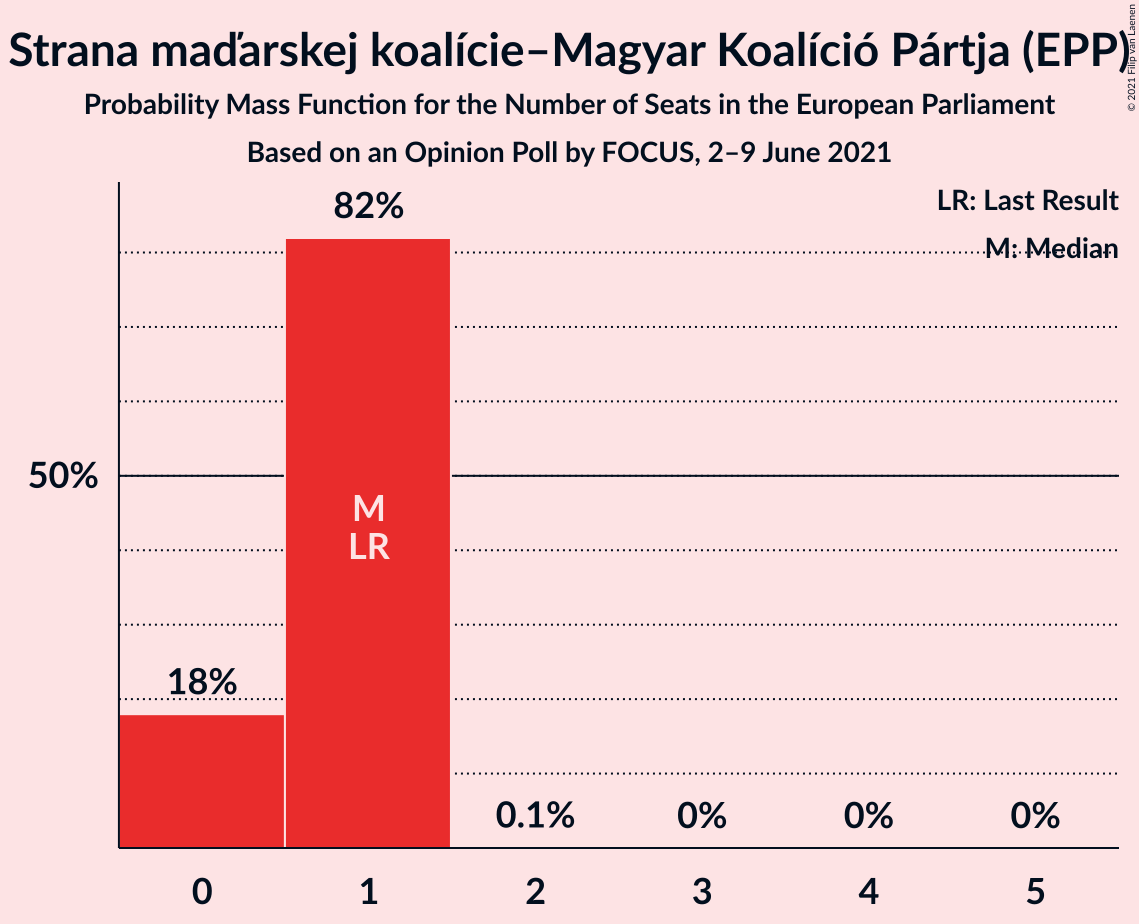 Strana maďarskej koalície–Magyar Koalíció Pártja (EPP)
Probability Mass Function for the Number of Seats in the European Parliament
Based on an Opinion Poll by FOCUS, 2–9 June 2021
© 2021 Filip van Laenen
LR: Last Result
M: Median
82%
50%
M
LR
18%
0.1%
0%
0%
0%
0
1
2
3
4
5